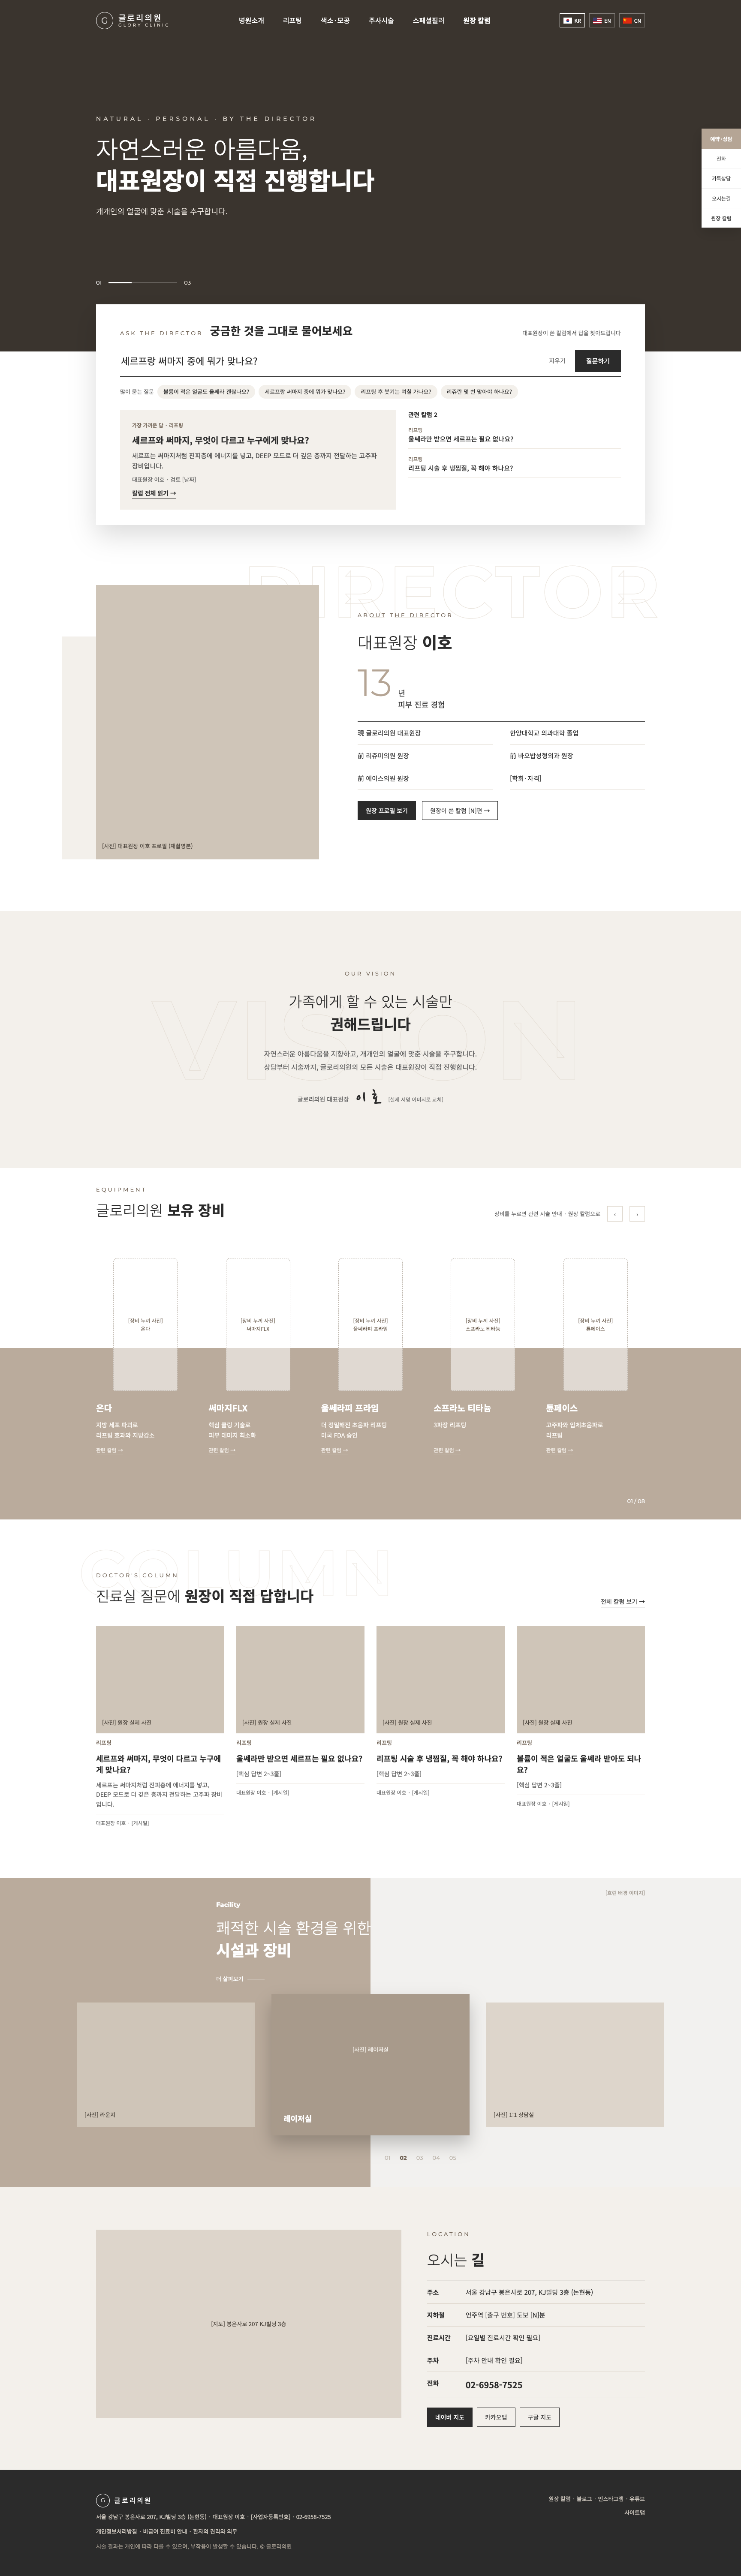 글로리의원
GLORY CLINIC
병원소개
리프팅
색소·모공
주사시술
스페셜필러
원장 칼럼
KR
EN
CN
예약·상담
전화
카톡상담
오시는길
원장 칼럼
NATURAL · PERSONAL · BY THE DIRECTOR
자연스러운 아름다움,
대표원장이 직접 진행합니다
개개인의 얼굴에 맞춘 시술을 추구합니다.
01
03
ASK THE DIRECTOR 궁금한 것을 그대로 물어보세요
대표원장이 쓴 칼럼에서 답을 찾아드립니다
세르프랑 써마지 중에 뭐가 맞나요?
지우기
질문하기
많이 묻는 질문
볼륨이 적은 얼굴도 울쎄라 괜찮나요?
세르프랑 써마지 중에 뭐가 맞나요?
리프팅 후 붓기는 며칠 가나요?
리쥬란 몇 번 맞아야 하나요?
가장 가까운 답 · 리프팅
세르프와 써마지, 무엇이 다르고 누구에게 맞나요?
세르프는 써마지처럼 진피층에 에너지를 넣고, DEEP 모드로 더 깊은 층까지 전달하는 고주파
장비입니다.
대표원장 이호 · 검토 [날짜]
칼럼 전체 읽기 →
관련 칼럼 2
리프팅
울쎄라만 받으면 세르프는 필요 없나요?
리프팅
리프팅 시술 후 냉찜질, 꼭 해야 하나요?
DIRECTOR
ABOUT THE DIRECTOR
대표원장 이호
13 년
피부 진료 경험
現 글로리의원 대표원장
한양대학교 의과대학 졸업
前 리쥬미의원 원장
前 바오밥성형외과 원장
前 에이스의원 원장
[학회·자격]
원장 프로필 보기
원장이 쓴 칼럼 [N]편 →
[사진] 대표원장 이호 프로필 (재촬영본)
VISION
OUR VISION
가족에게 할 수 있는 시술만
권해드립니다
자연스러운 아름다움을 지향하고, 개개인의 얼굴에 맞춘 시술을 추구합니다.
상담부터 시술까지, 글로리의원의 모든 시술은 대표원장이 직접 진행합니다.
글로리의원 대표원장 이 호 [실제 서명 이미지로 교체]
EQUIPMENT
글로리의원 보유 장비
장비를 누르면 관련 시술 안내 · 원장 칼럼으로
‹
›
[장비 누끼 사진]
온다
[장비 누끼 사진]
써마지FLX
[장비 누끼 사진]
울쎄라피 프라임
[장비 누끼 사진]
소프라노 티타늄
[장비 누끼 사진]
튠페이스
온다
지방 세포 파괴로
리프팅 효과와 지방감소
관련 칼럼 →
써마지FLX
핵심 쿨링 기술로
피부 데미지 최소화
관련 칼럼 →
울쎄라피 프라임
더 정밀해진 초음파 리프팅
미국 FDA 승인
관련 칼럼 →
소프라노 티타늄
3파장 리프팅
관련 칼럼 →
튠페이스
고주파와 입체초음파로
리프팅
관련 칼럼 →
01 / 08
COLUMN
DOCTOR'S COLUMN
진료실 질문에 원장이 직접 답합니다
전체 칼럼 보기 →
[사진] 원장 실제 사진
[사진] 원장 실제 사진
[사진] 원장 실제 사진
[사진] 원장 실제 사진
리프팅
세르프와 써마지, 무엇이 다르고 누구에
게 맞나요?
세르프는 써마지처럼 진피층에 에너지를 넣고,
DEEP 모드로 더 깊은 층까지 전달하는 고주파 장비
입니다.
대표원장 이호 · [게시일]
리프팅
울쎄라만 받으면 세르프는 필요 없나요?
[핵심 답변 2~3줄]
대표원장 이호 · [게시일]
리프팅
리프팅 시술 후 냉찜질, 꼭 해야 하나요?
[핵심 답변 2~3줄]
대표원장 이호 · [게시일]
리프팅
볼륨이 적은 얼굴도 울쎄라 받아도 되나
요?
[핵심 답변 2~3줄]
대표원장 이호 · [게시일]
Facility
쾌적한 시술 환경을 위한
시설과 장비
더 살펴보기
[흐린 배경 이미지]
[사진] 라운지
[사진] 레이저실
레이저실
[사진] 1:1 상담실
01
02
03
04
05
[지도] 봉은사로 207 KJ빌딩 3층
LOCATION
오시는 길
주소 서울 강남구 봉은사로 207, KJ빌딩 3층 (논현동)
지하철 언주역 [출구 번호] 도보 [N]분
진료시간 [요일별 진료시간 확인 필요]
주차 [주차 안내 확인 필요]
전화 02-6958-7525
네이버 지도
카카오맵
구글 지도
글로리의원
서울 강남구 봉은사로 207, KJ빌딩 3층 (논현동) · 대표원장 이호 · [사업자등록번호] · 02-6958-7525
개인정보처리방침 · 비급여 진료비 안내 · 환자의 권리와 의무
시술 결과는 개인에 따라 다를 수 있으며, 부작용이 발생할 수 있습니다. © 글로리의원
원장 칼럼 · 블로그 · 인스타그램 · 유튜브
사이트맵